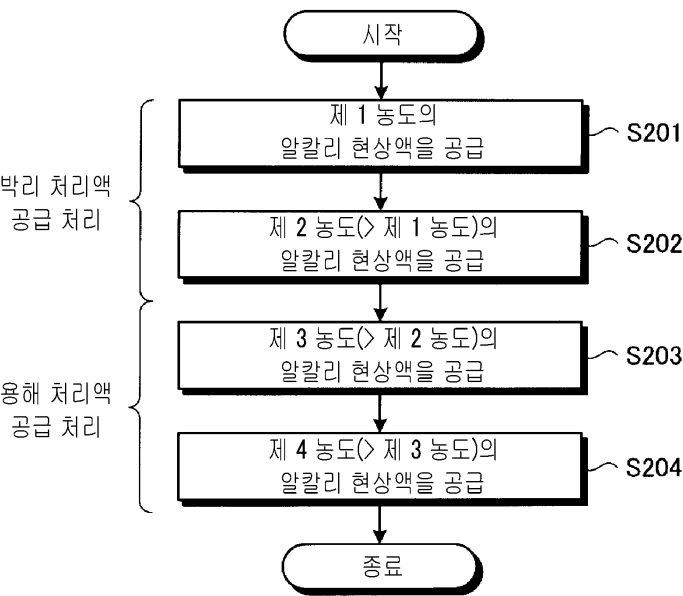 시작
제 1 농도의
알칼리 현상액을 공급
S201
박리 처리액
공급 처리
제 2 농도(> 제 1 농도)의
알칼리 현상액을 공급
S202
제 3 농도(> 제 2 농도)의
알칼리 현상액을 공급
S203
용해 처리액
공급 처리
제 4 농도(> 제 3 농도)의
알칼리 현상액을 공급
S204
종료